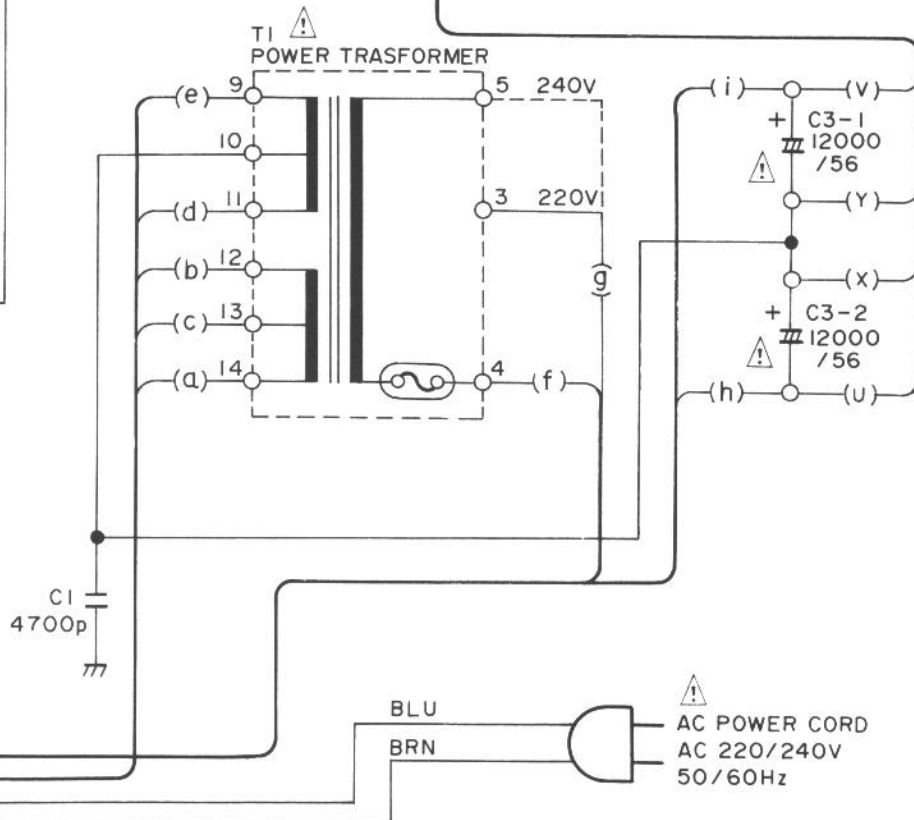 T1 ⚠
POWER TRASFORMER
(e) 9
10
(d) 11
(b) 12
(c) 13
(a) 14
5 240V
3 220V
(g)
4 (f)
(i) (v)
+ C3-1
12000
/56
(Y)
(x)
+ C3-2
12000
/56
(h) (u)
C1
4700p
BLU
BRN
AC POWER CORD
AC 220/240V
50/60Hz